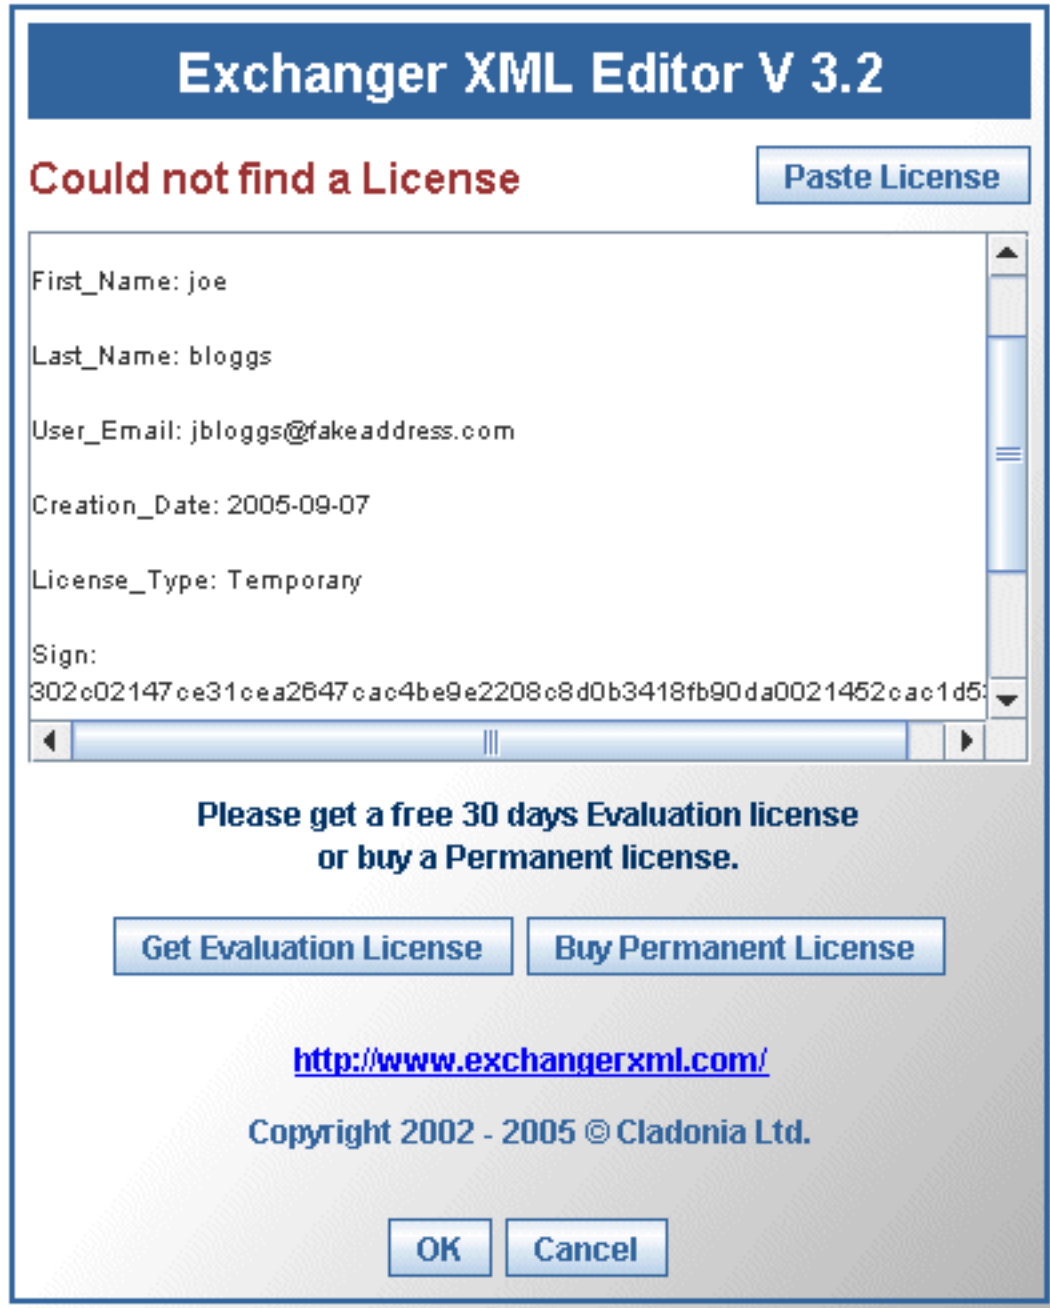 Exchanger XML Editor V 3.2
Could not find a License
Paste License
First_Name: joe
Last_Name: bloggs
User_Email: jbloggs@fakeaddress.com
Creation_Date: 2005-09-07
License_Type: Temporary
Sign:
302c02147ce31cea2647cac4be9e2208c8d0b3418fb90da0021452cac1d5
Please get a free 30 days Evaluation license
or buy a Permanent license.
Get Evaluation License
Buy Permanent License
http://www.exchangerxml.com/
Copyright 2002 - 2005 © Cladonia Ltd.
OK
Cancel